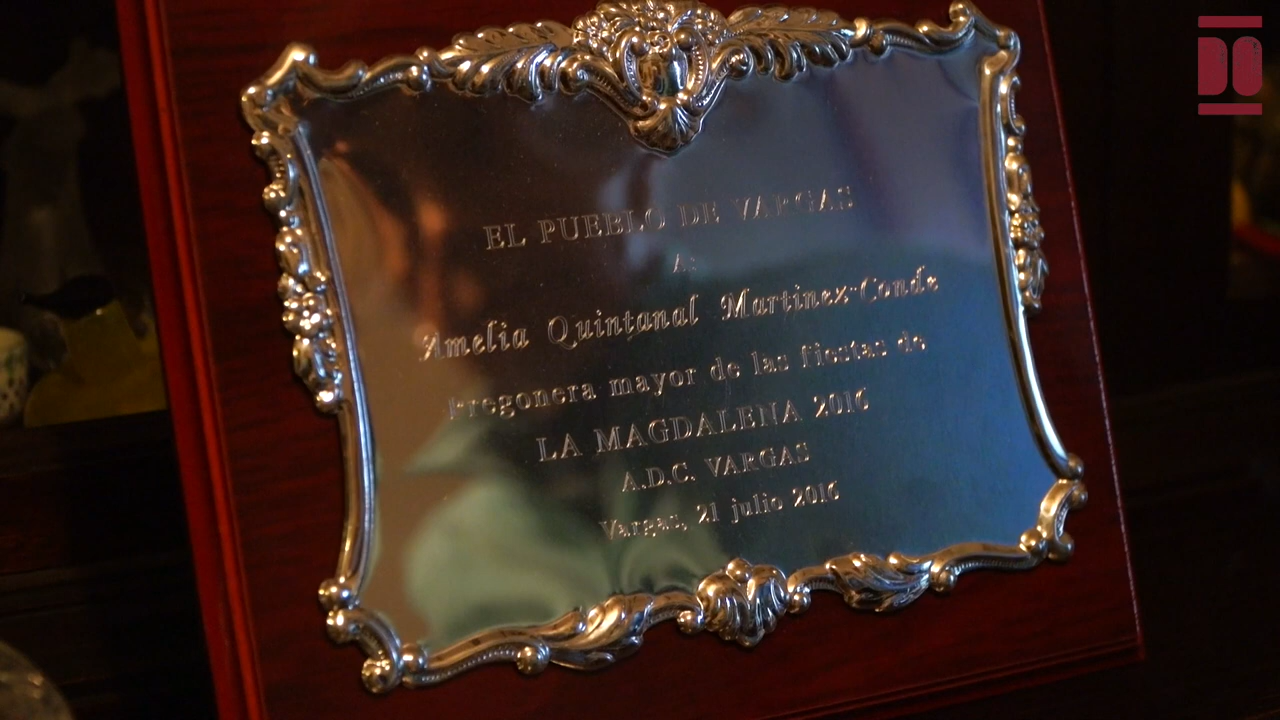 EL PUEBLO DE VARGAS
A:
Amelia Quintanal Martinez-Conde
Pregonera mayor de las fiestas de
LA MAGDALENA 2016
A.D.C. VARGAS
Vargas, 21 julio 2016
DO